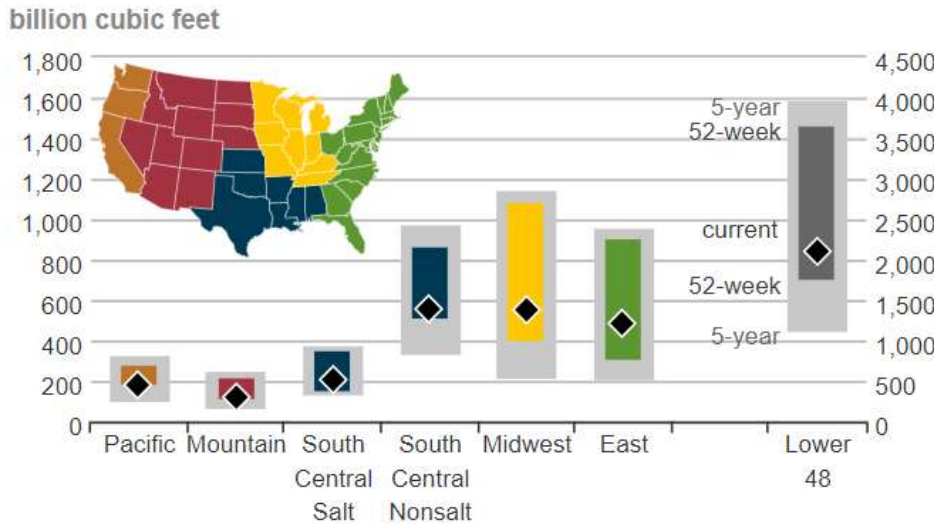 billion cubic feet
1,800
1,600
1,400
1,200
1,000
800
600
400
200
0
4,500
4,000
3,500
3,000
2,500
2,000
1,500
1,000
500
0
5-year
52-week
current
52-week
5-year
Pacific
Mountain
South
Central
Salt
South
Central
Nonsalt
Midwest
East
Lower
48